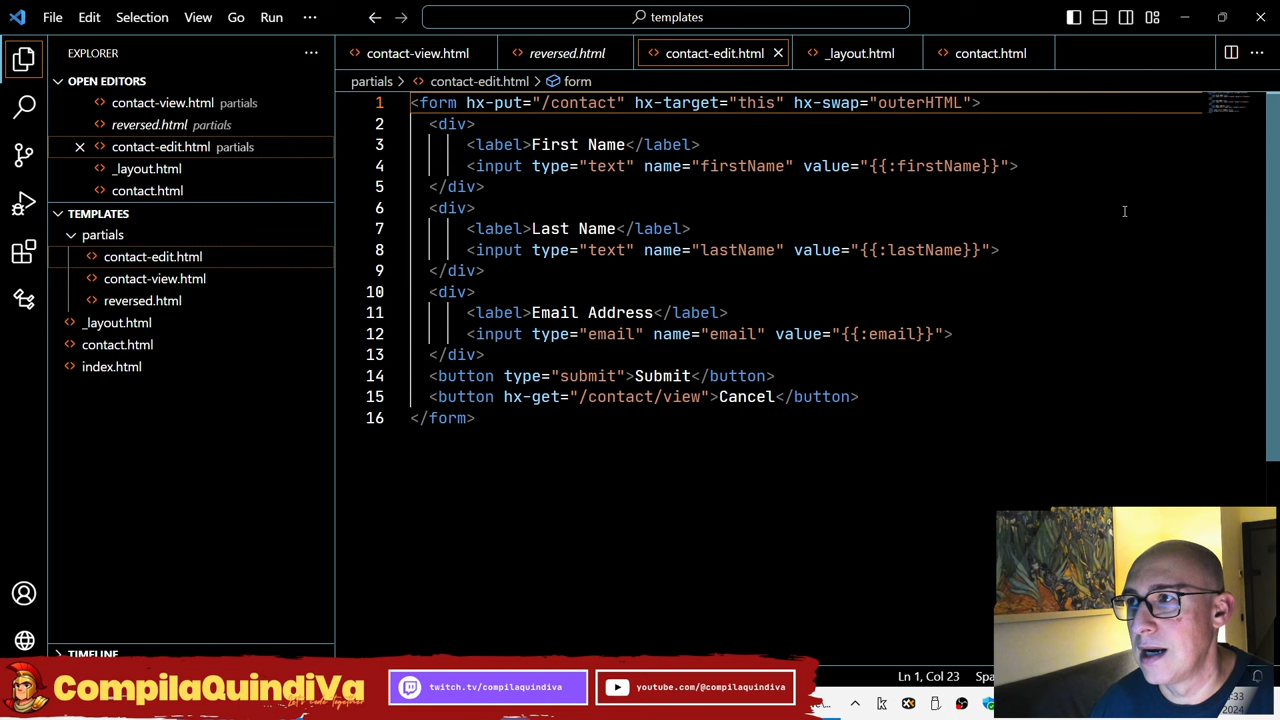 File Edit Selection View Go Run ··· templates
EXPLORER
OPEN EDITORS
contact-view.html partials
reversed.html partials
contact-edit.html partials
_layout.html
contact.html
TEMPLATES
partials
contact-edit.html
contact-view.html
reversed.html
_layout.html
contact.html
index.html
TIMELINE
contact-view.html reversed.html contact-edit.html _layout.html contact.html
partials > contact-edit.html > form
1 <form hx-put="/contact" hx-target="this" hx-swap="outerHTML">
2 <div>
3 <label>First Name</label>
4 <input type="text" name="firstName" value="{{:firstName}}">
5 </div>
6 <div>
7 <label>Last Name</label>
8 <input type="text" name="lastName" value="{{:lastName}}">
9 </div>
10 <div>
11 <label>Email Address</label>
12 <input type="email" name="email" value="{{:email}}">
13 </div>
14 <button type="submit">Submit</button>
15 <button hx-get="/contact/view">Cancel</button>
16 </form>
Ln 1, Col 23
CompilaQuindiVa
Let's code Together
twitch.tv/compilaquindiva
youtube.com/@compilaquindiva